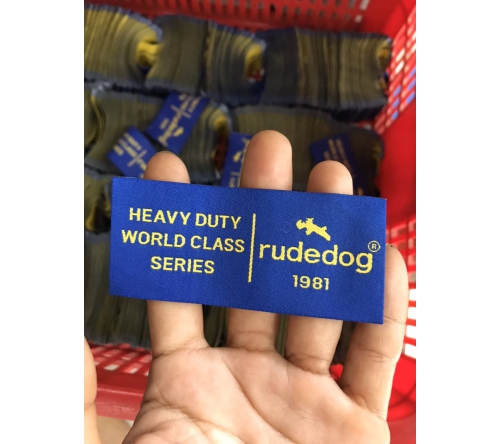 HEAVY DUTY
WORLD CLASS
SERIES
rudedog®
1981